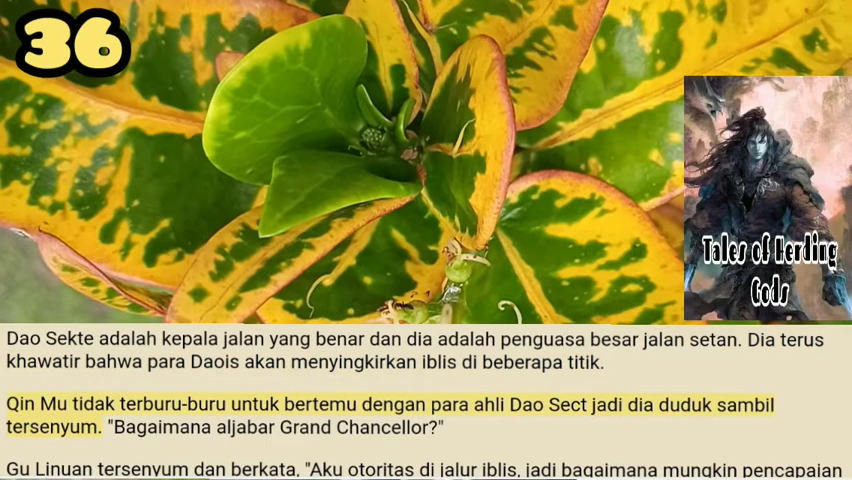 36
Tales of Herding
Gods
Dao Sekte adalah kepala jalan yang benar dan dia adalah penguasa besar jalan setan. Dia terus
khawatir bahwa para Daois akan menyingkirkan iblis di beberapa titik.
Qin Mu tidak terburu-buru untuk bertemu dengan para ahli Dao Sect jadi dia duduk sambil
tersenyum. "Bagaimana aljabar Grand Chancellor?"
Gu Linuan tersenyum dan berkata, "Aku otoritas di jalur iblis, jadi bagaimana mungkin pencapaian